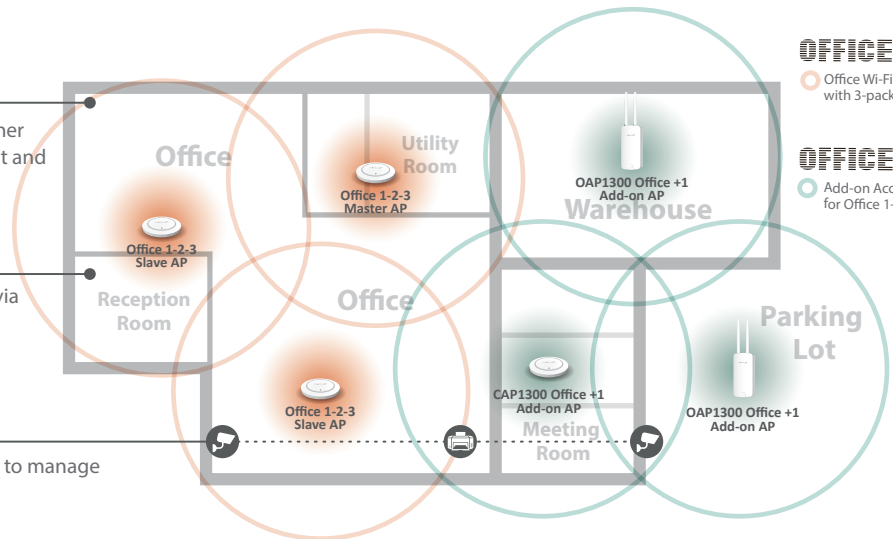 ner
t and
via
to manage
Office
Utility
Room
Office 1-2-3
Master AP
Office 1-2-3
Slave AP
Reception
Room
Office
Office 1-2-3
Slave AP
OAP1300 Office +1
Add-on AP
Warehouse
CAP1300 Office +1
Add-on AP
Meeting
Room
Parking
Lot
OAP1300 Office +1
Add-on AP
OFFICE
Office Wi-Fi
with 3-pack
OFFICE
Add-on Acc
for Office 1-